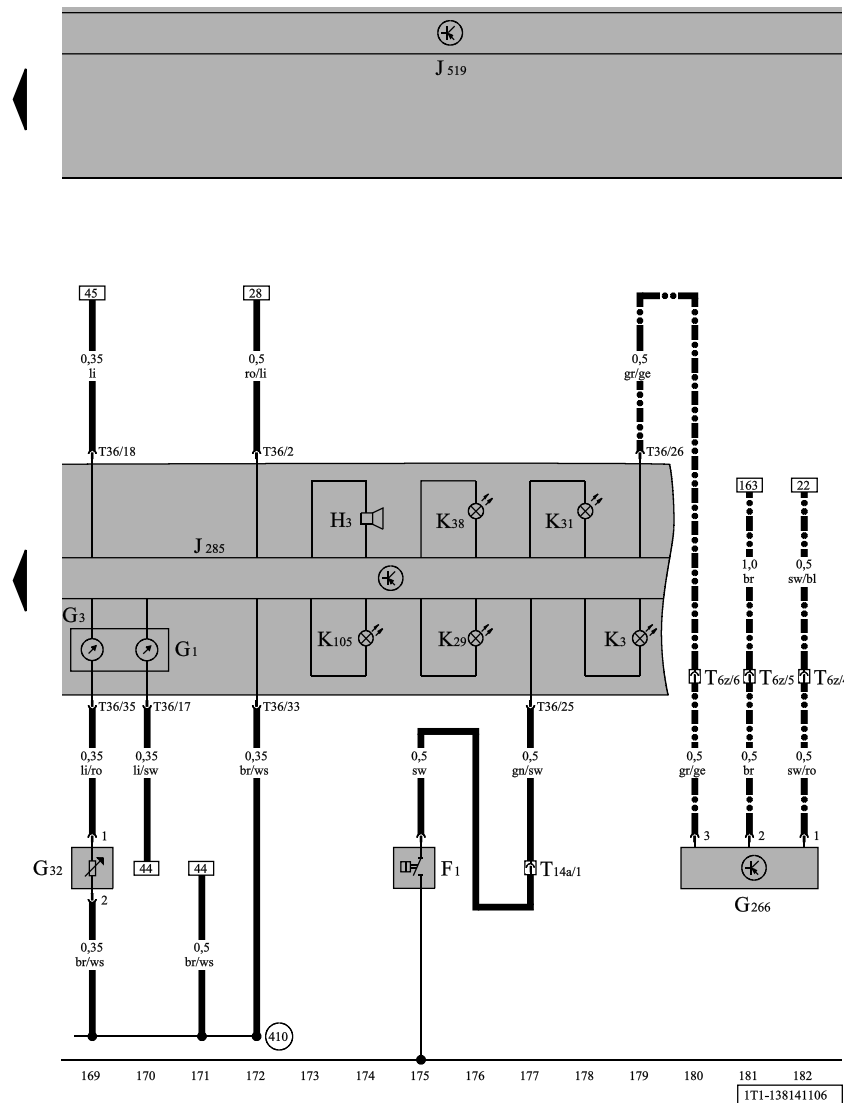 J 519
45
28
0,35
li
0,5
ro/li
0,5
gr/ge
T36/18
T36/2
T36/26
163
22
H3
K38
K31
J 285
1,0
br
0,5
sw/bl
G3
G1
K105
K29
K3
T6z/6
T6z/5
T6z/4
T36/35
T36/17
T36/33
T36/25
0,35
li/ro
0,35
li/sw
0,35
br/ws
0,5
sw
0,5
gn/sw
0,5
gr/ge
0,5
br
0,5
sw/ro
1
3
2
1
G32
44
44
F1
T14a/1
2
G266
0,35
br/ws
0,5
br/ws
410
169 170 171 172 173 174 175 176 177 178 179 180 181 182
1T1-138141106